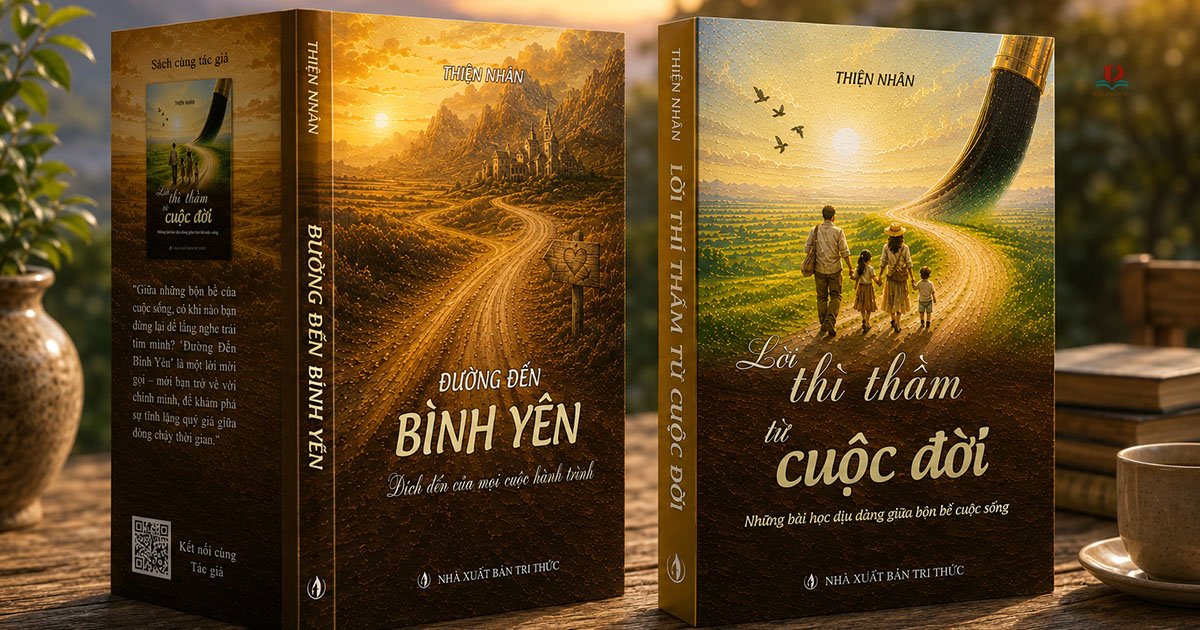 Sách cùng tác giả
THIỆN NHÂN
Lời
thì thầm
từ
cuộc đời
NHÀ XUẤT BẢN TRI THỨC
"Giữa những bộn bề của
cuộc sống, có khi nào bạn
dừng lại để lắng nghe trái
tim mình? "Đường Đến
Bình Yên" là một lời mời
gọi – mời bạn trở về với
chính mình, để khám phá
sự tĩnh lặng quý giá giữa
dòng chảy thời gian."
Kết nối cùng
Tác giả
THIỆN NHÂN
ĐƯỜNG ĐẾN BÌNH YÊN
THIỆN NHÂN
ĐƯỜNG ĐẾN
BÌNH YÊN
Đích đến của mọi cuộc hành trình
NHÀ XUẤT BẢN TRI THỨC
THIỆN NHÂN
LỜI THÌ THẦM TỪ CUỘC ĐỜI
THIỆN NHÂN
Lời
thì thầm
từ
cuộc đời
Những bài học dịu dàng giữa bộn bề cuộc sống
NHÀ XUẤT BẢN TRI THỨC